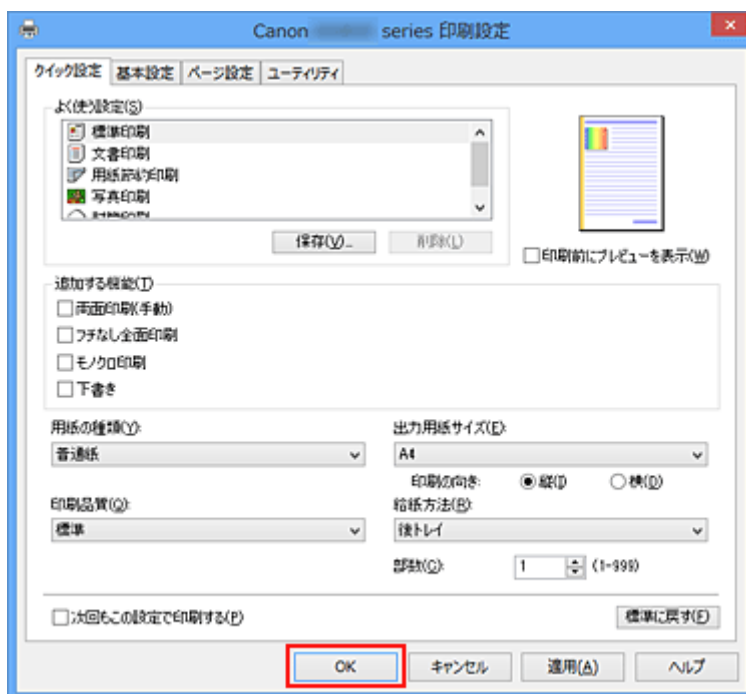 Canon series 印刷設定
クイック設定 基本設定 ページ設定 ユーティリティ
よく使う設定(S)
標準印刷
文書印刷
用紙節約印刷
写真印刷
保存(V)... 削除(L)
印刷前にプレビューを表示(W)
追加する機能(T)
両面印刷(手動)
フチなし全面印刷
モノクロ印刷
下書き
用紙の種類(Y):
普通紙
出力用紙サイズ(E):
A4
印刷の向き: 縦(I) 横(D)
印刷品質(Q):
標準
給紙方法(R):
後トレイ
部数(C): 1 (1-999)
次回もこの設定で印刷する(P)
標準に戻す(F)
OK キャンセル 適用(A) ヘルプ